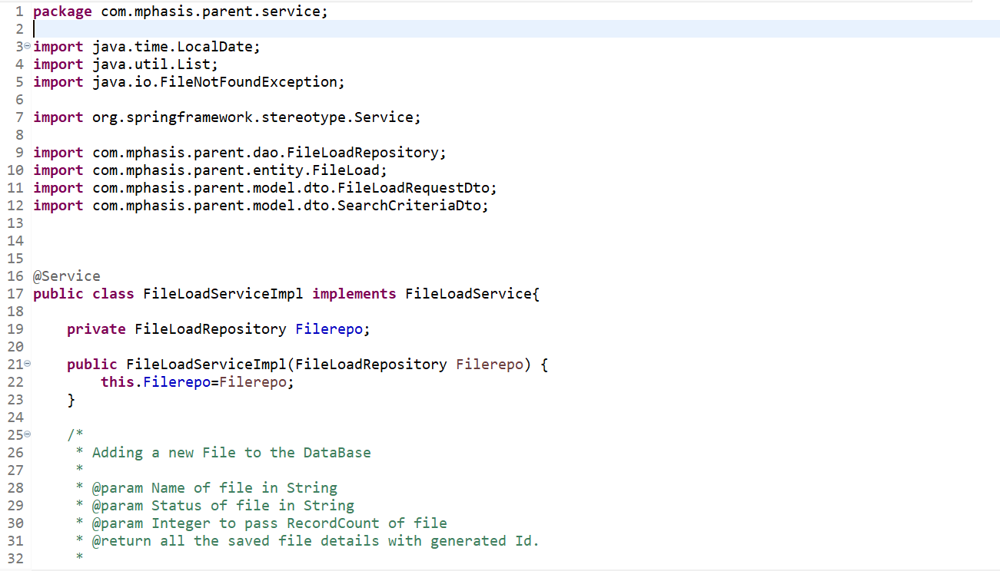 1 package com.mphasis.parent.service;
2
3 import java.time.LocalDate;
4 import java.util.List;
5 import java.io.FileNotFoundException;
6
7 import org.springframework.stereotype.Service;
8
9 import com.mphasis.parent.dao.FileLoadRepository;
10 import com.mphasis.parent.entity.FileLoad;
11 import com.mphasis.parent.model.dto.FileLoadRequestDto;
12 import com.mphasis.parent.model.dto.SearchCriteriaDto;
13
14
15
16 @Service
17 public class FileLoadServiceImpl implements FileLoadService{
18
19     private FileLoadRepository Filerepo;
20
21     public FileLoadServiceImpl(FileLoadRepository Filerepo) {
22         this.Filerepo=Filerepo;
23     }
24
25     /*
26      * Adding a new File to the DataBase
27      *
28      * @param Name of file in String
29      * @param Status of file in String
30      * @param Integer to pass RecordCount of file
31      * @return all the saved file details with generated Id.
32      *